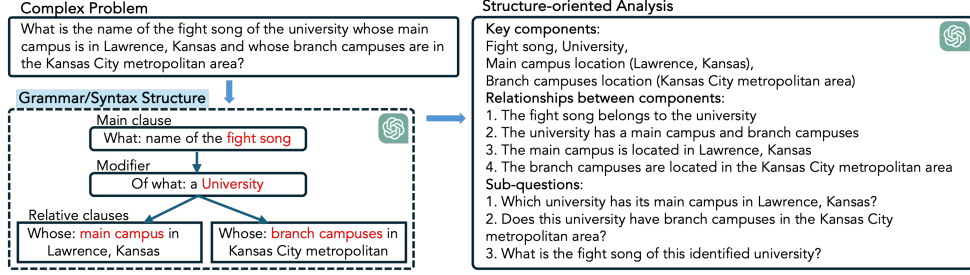 Complex Problem
What is the name of the fight song of the university whose main
campus is in Lawrence, Kansas and whose branch campuses are in
the Kansas City metropolitan area?
Grammar/Syntax Structure
Main clause
What: name of the fight song
Modifier
Of what: a University
Relative clauses
Whose: main campus in
Lawrence, Kansas
Whose: branch campuses in
Kansas City metropolitan
Structure-oriented Analysis
Key components:
Fight song, University,
Main campus location (Lawrence, Kansas),
Branch campuses location (Kansas City metropolitan area)
Relationships between components:
1. The fight song belongs to the university
2. The university has a main campus and branch campuses
3. The main campus is located in Lawrence, Kansas
4. The branch campuses are located in the Kansas City metropolitan area
Sub-questions:
1. Which university has its main campus in Lawrence, Kansas?
2. Does this university have branch campuses in the Kansas City
metropolitan area?
3. What is the fight song of this identified university?